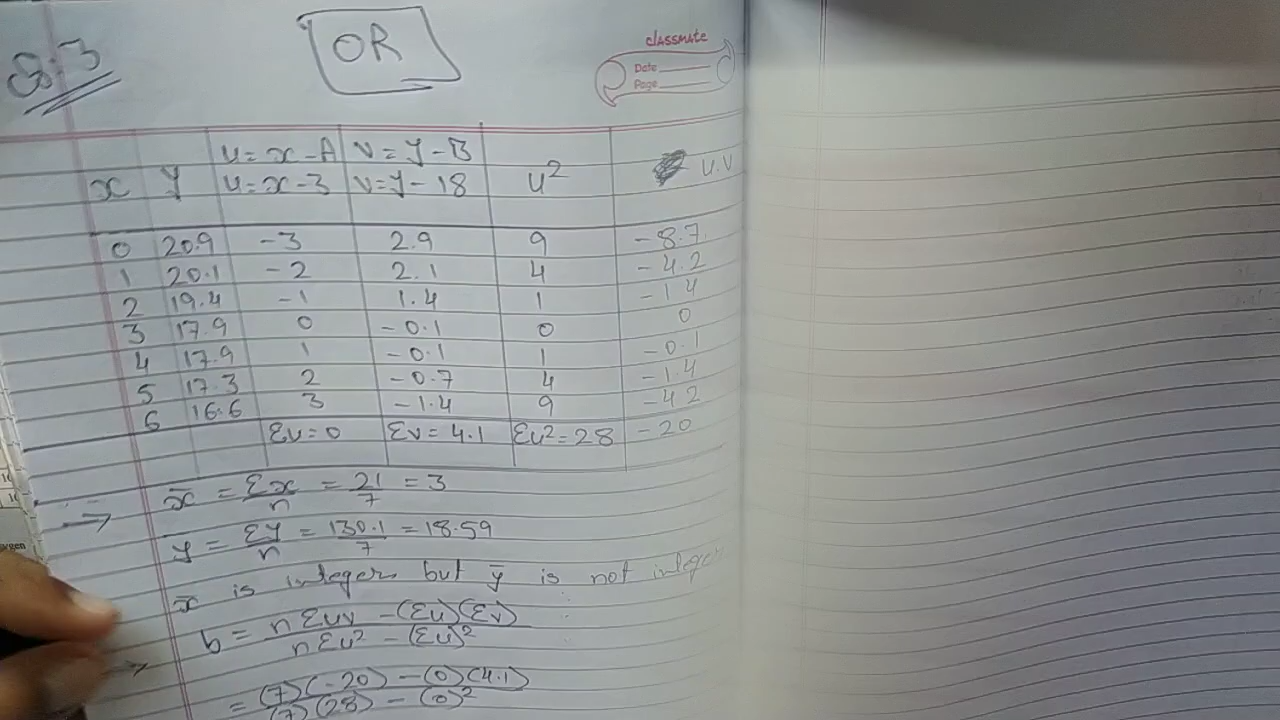 Q:3
OR
classmate
Date
Page
x y u=x-A v=y-B u² u.v
u=x-3 v=y-18
0 20.9 -3 2.9 9 -8.7
1 20.1 -2 2.1 4 -4.2
2 19.4 -1 1.4 1 -1.4
3 17.9 0 -0.1 0 0
4 17.9 1 -0.1 1 -0.1
5 17.3 2 -0.7 4 -1.4
6 16.6 3 -1.4 9 -4.2
Σu=0 Σv=4.1 Σu²=28 -20
→ x̄ = Σx/n = 21/7 = 3
y = Σy/n = 130.1/7 = 18.59
x̄ is integers but ȳ is not
→ b = nΣuv - (Σu)(Σv) / nΣu² - (Σu)²
= (7)(-20) - (0)(4.1) / (7)(28) - (0)²